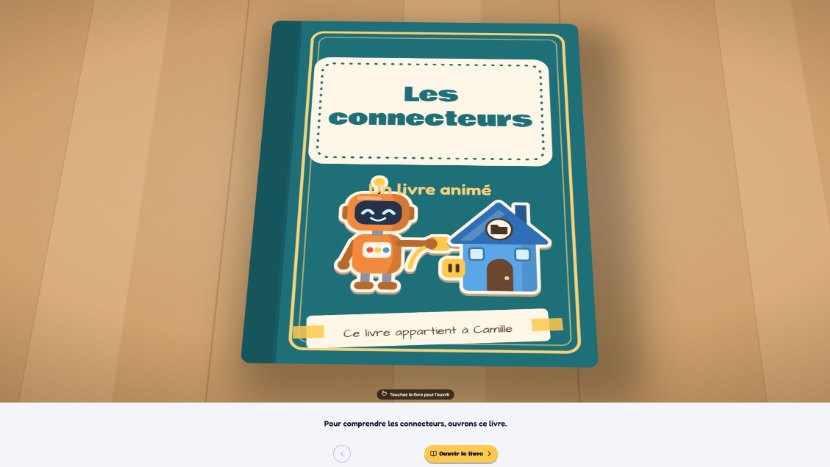 Les
connecteurs
Un livre animé
Ce livre appartient à Camille
Touchez le livre pour l'ouvrir
Pour comprendre les connecteurs, ouvrons ce livre.
Ouvrir le livre